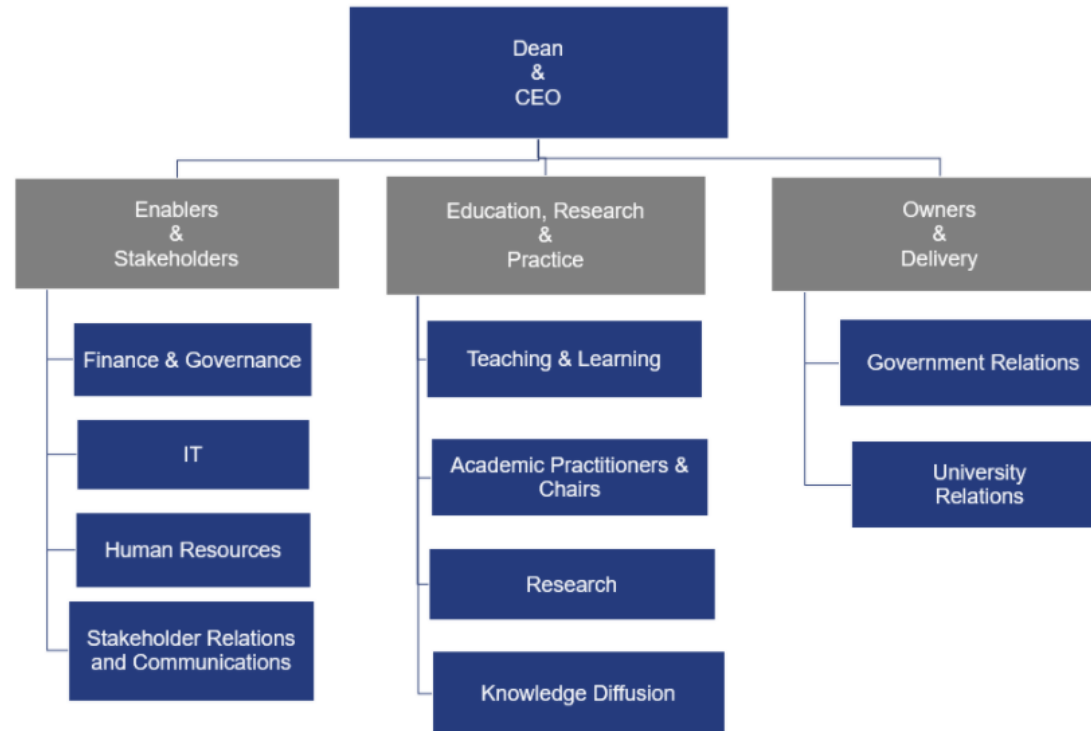 Dean
&
CEO
Enablers
&
Stakeholders
Finance & Governance
IT
Human Resources
Stakeholder Relations
and Communications
Education, Research
&
Practice
Teaching & Learning
Academic Practitioners &
Chairs
Research
Knowledge Diffusion
Owners
&
Delivery
Government Relations
University
Relations